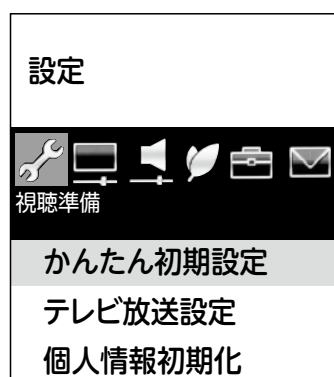 設定
視聴準備
かんたん初期設定
テレビ放送設定
個人情報初期化